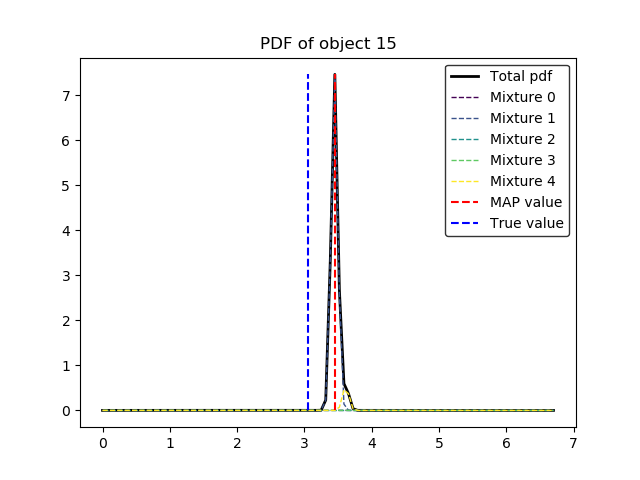 PDF of object 15
Total pdf
Mixture 0
Mixture 1
Mixture 2
Mixture 3
Mixture 4
MAP value
True value
7
6
5
4
3
2
1
0
0 1 2 3 4 5 6 7